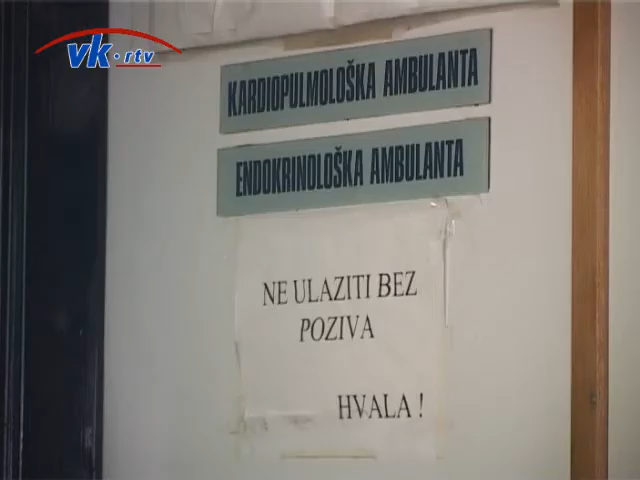 vk.rtv
KARDIOPULMOLOŠKA AMBULANTA
ENDOKRINOLOŠKA AMBULANTA
NE ULAZITI BEZ
POZIVA
HVALA !